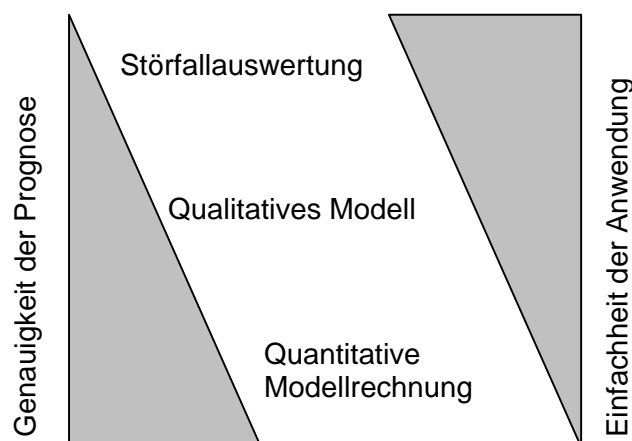 Genauigkeit der Prognose
Störfallauswertung
Qualitatives Modell
Quantitative
Modellrechnung
Einfachheit der Anwendung